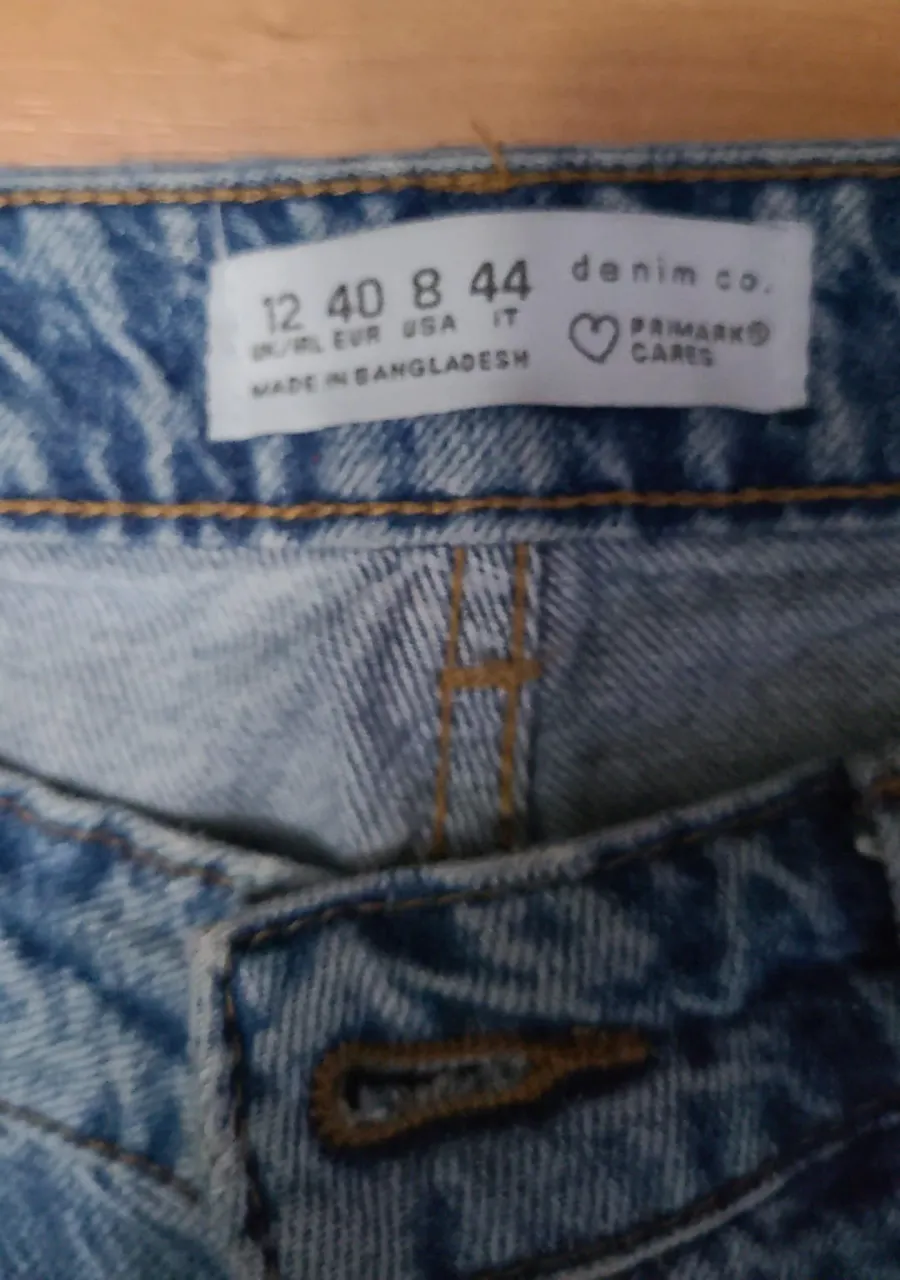 12 40 8 44
UK/IRL EUR USA IT
MADE IN BANGLADESH
denim co.
PRIMARK®
CARES